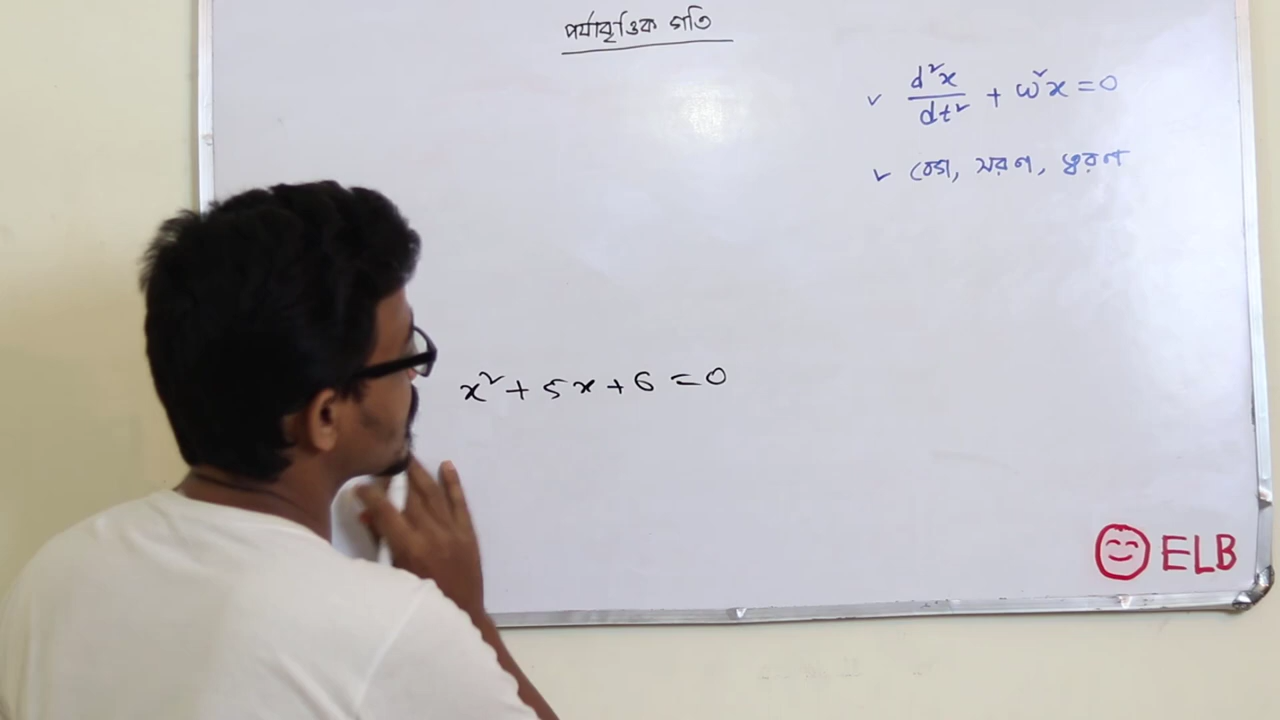 পর্যাবৃত্তিক গতি
✓ d²x/dt² + ω²x = 0
✓ বেগ, সরণ, ত্বরণ
x² + 5x + 6 = 0
ELB